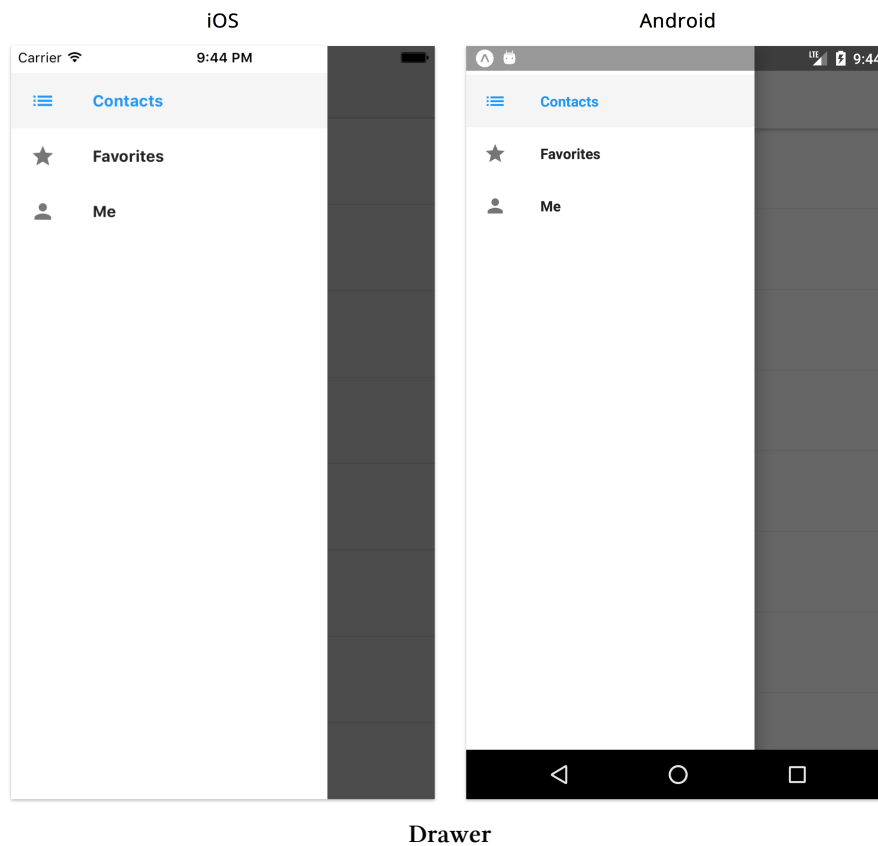 iOS
Android
Carrier 9:44 PM
LTE 9:44
Contacts
Favorites
Me
Contacts
Favorites
Me
Drawer